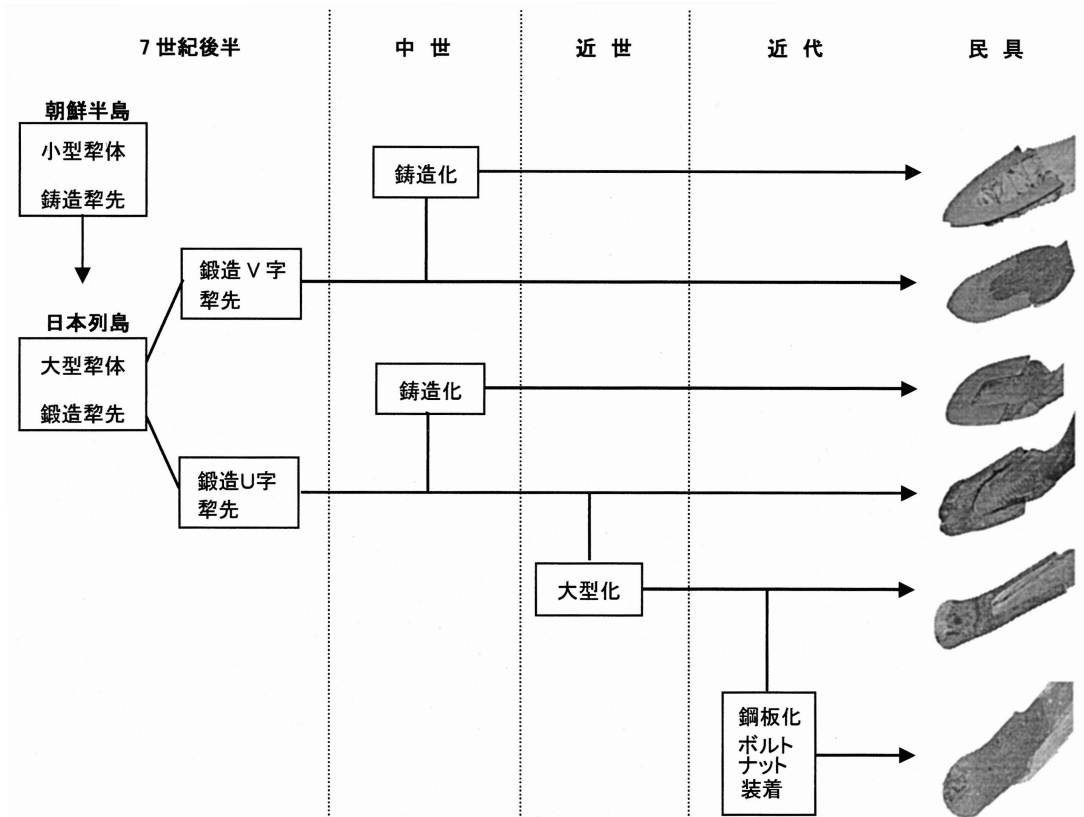 7世紀後半
中世
近世
近代
民具
朝鮮半島
小型犂体
鋳造犂先
日本列島
大型犂体
鍛造犂先
鍛造V字
犂先
鍛造U字
犂先
鋳造化
鋳造化
大型化
鋼板化
ボルト
ナット
装着